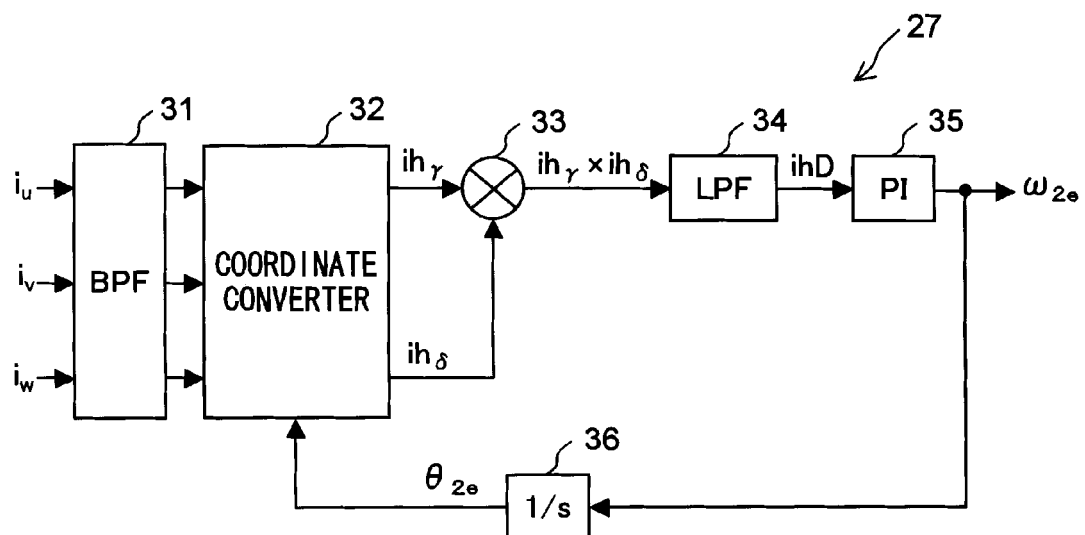 27
31
32
33
34
35
i_u
i_v
i_w
BPF
COORDINATE
CONVERTER
ih_γ
ih_δ
ih_γ × ih_δ
LPF
ihD
PI
ω_2e
36
θ_2e
1/s